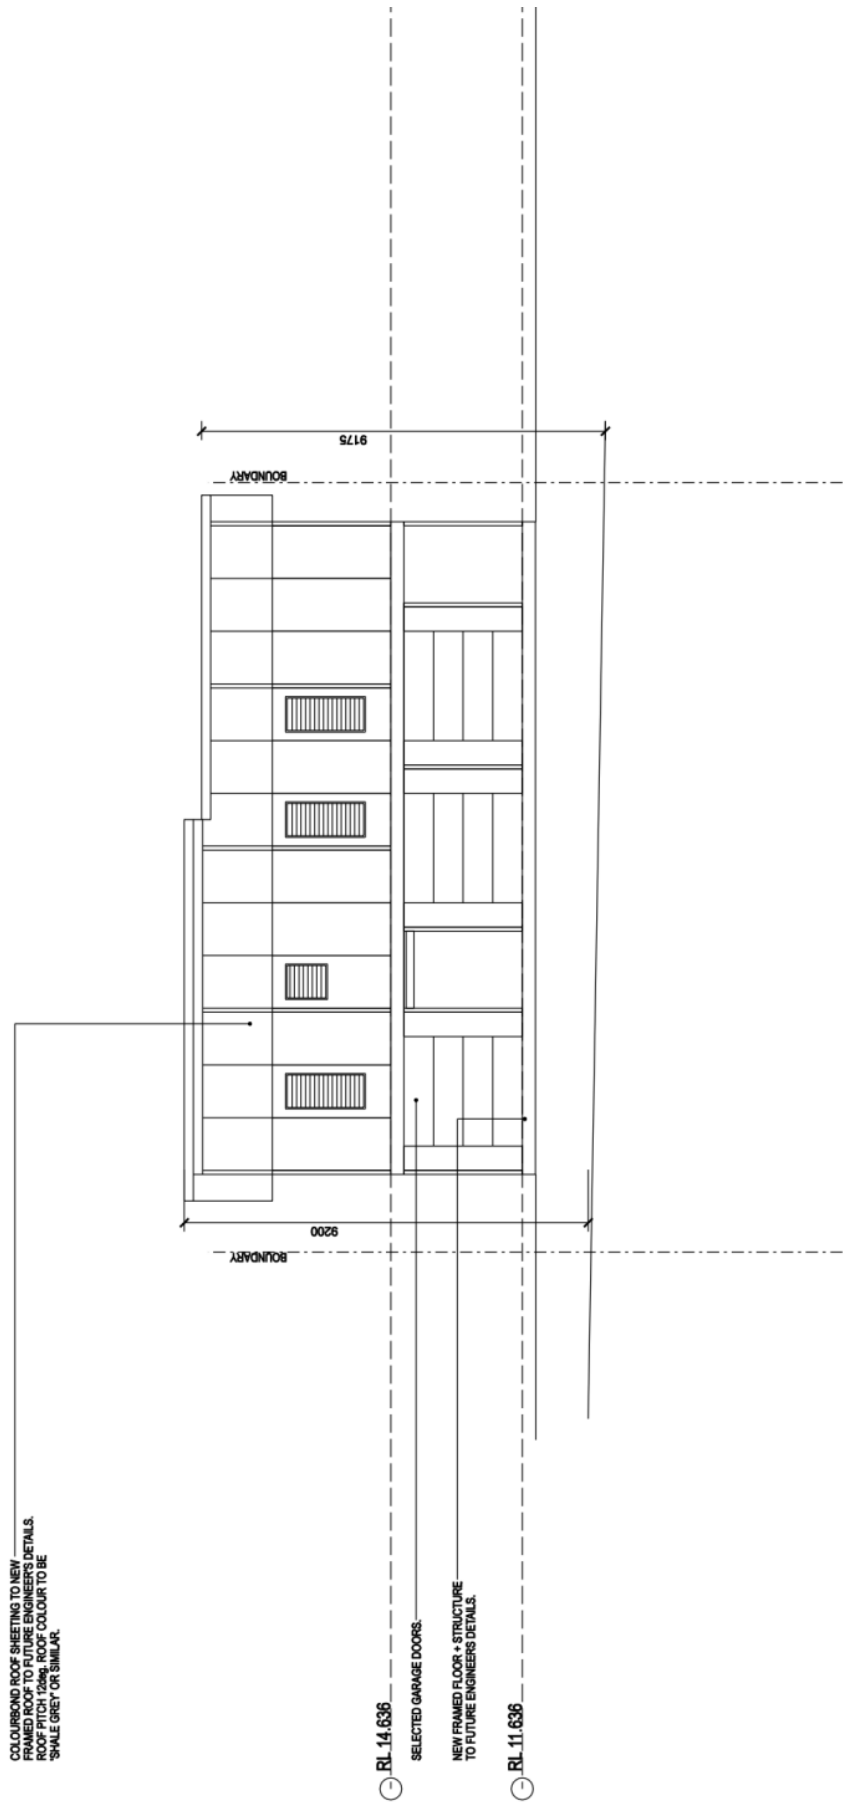 COLOURBOND ROOF SHEETING TO NEW
FRAMED ROOF TO FUTURE ENGINEER'S DETAILS.
ROOF PITCH 12deg. ROOF COLOUR TO BE
'SHALE GREY' OR SIMILAR.
RL 14.636
SELECTED GARAGE DOORS.
NEW FRAMED FLOOR + STRUCTURE
TO FUTURE ENGINEERS DETAILS.
RL 11.636
BOUNDARY
9200
BOUNDARY
9175